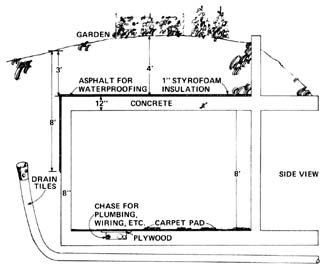 GARDEN
3'
4'
ASPHALT FOR
WATERPROOFING
1" STYROFOAM
INSULATION
12"
CONCRETE
8'
DRAIN
TILES
8"
8'
SIDE VIEW
CHASE FOR
PLUMBING,
WIRING, ETC.
CARPET PAD
PLYWOOD